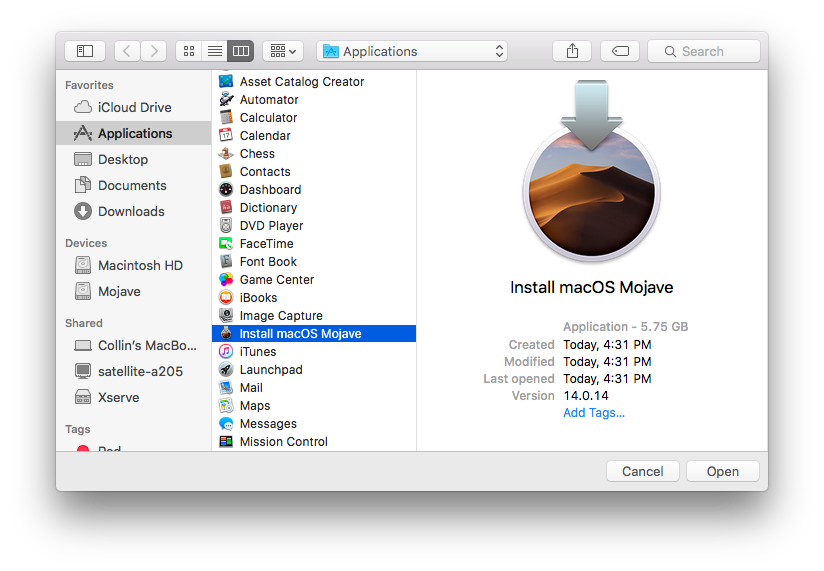 Applications
Search
Favorites
iCloud Drive
Applications
Desktop
Documents
Downloads
Devices
Macintosh HD
Mojave
Shared
Collin's MacBo...
satellite-a205
Xserve
Tags
Red
Asset Catalog Creator
Automator
Calculator
17
Calendar
Chess
Contacts
Dashboard
Dictionary
DVD Player
FaceTime
Font Book
Game Center
iBooks
Image Capture
Install macOS Mojave
iTunes
Launchpad
Mail
Maps
Messages
Mission Control
Install macOS Mojave
Application - 5.75 GB
Created Today, 4:31 PM
Modified Today, 4:31 PM
Last opened Today, 4:31 PM
Version 14.0.14
Add Tags...
Cancel
Open